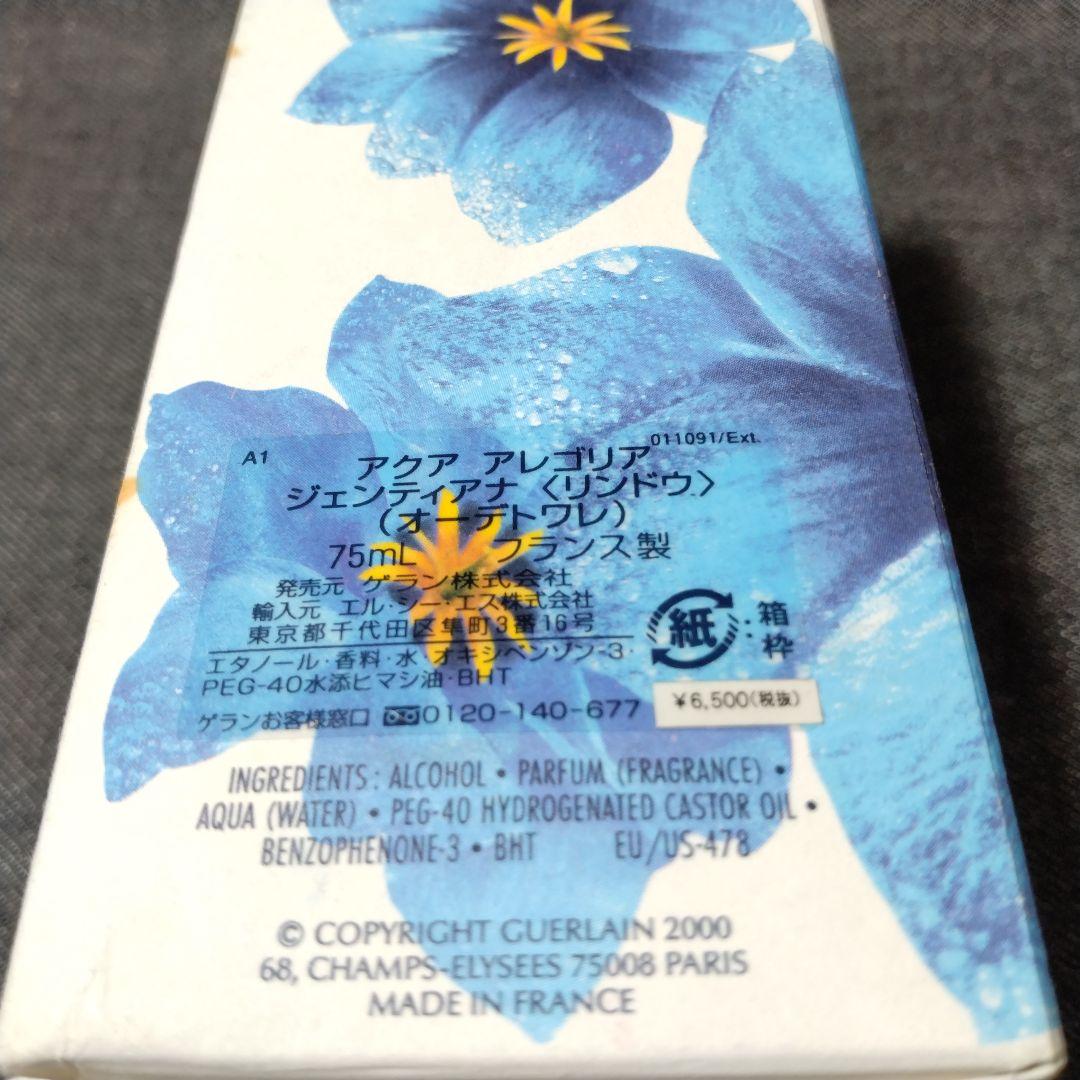 A1
011091/Ext.
アクア アレゴリア
ジェンティアナ〈リンドウ〉
(オーデトワレ)
75mL フランス製
発売元 ゲラン株式会社
輸入元 エル・シー・エス株式会社
東京都千代田区隼町3番16号
紙:箱
枠
エタノール・香料・水・オキシベンゾン-3・
PEG-40水添ヒマシ油・BHT
ゲランお客様窓口 0120-140-677
¥6,500(税抜)
INGREDIENTS: ALCOHOL • PARFUM (FRAGRANCE) •
AQUA (WATER) • PEG-40 HYDROGENATED CASTOR OIL •
BENZOPHENONE-3 • BHT EU/US-478
© COPYRIGHT GUERLAIN 2000
68, CHAMPS-ELYSEES 75008 PARIS
MADE IN FRANCE